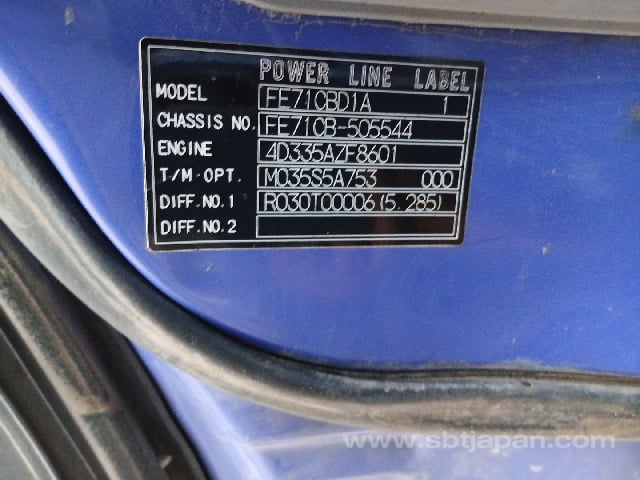 POWER LINE LABEL
MODEL FE71CBD1A 1
CHASSIS NO. FE71CB-505544
ENGINE 4D335AZF8601
T/M-OPT. M035S5A753 000
DIFF.NO.1 R030T00006(5.285)
DIFF.NO.2
www.sbtjapan.com